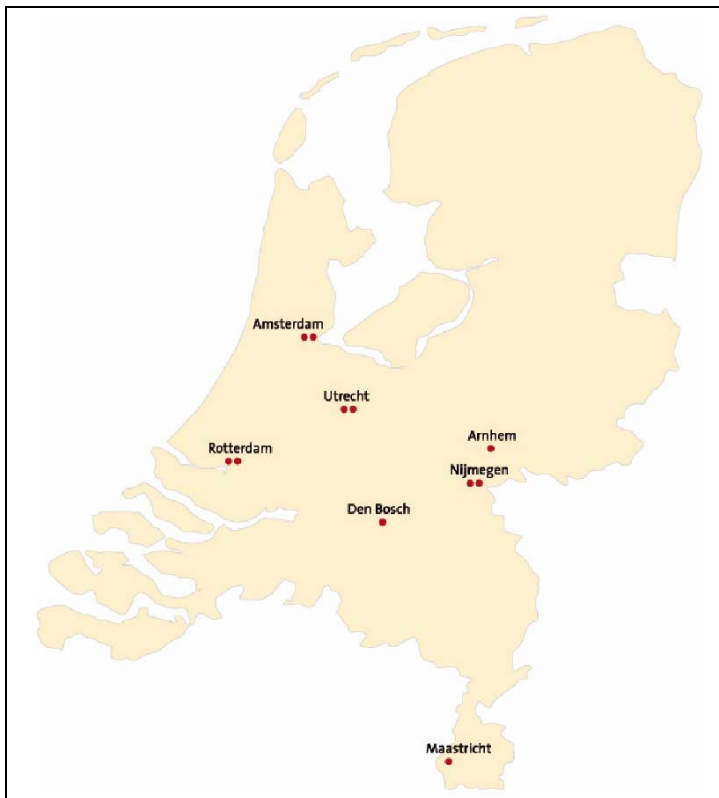 Amsterdam
Utrecht
Arnhem
Rotterdam
Nijmegen
Den Bosch
Maastricht